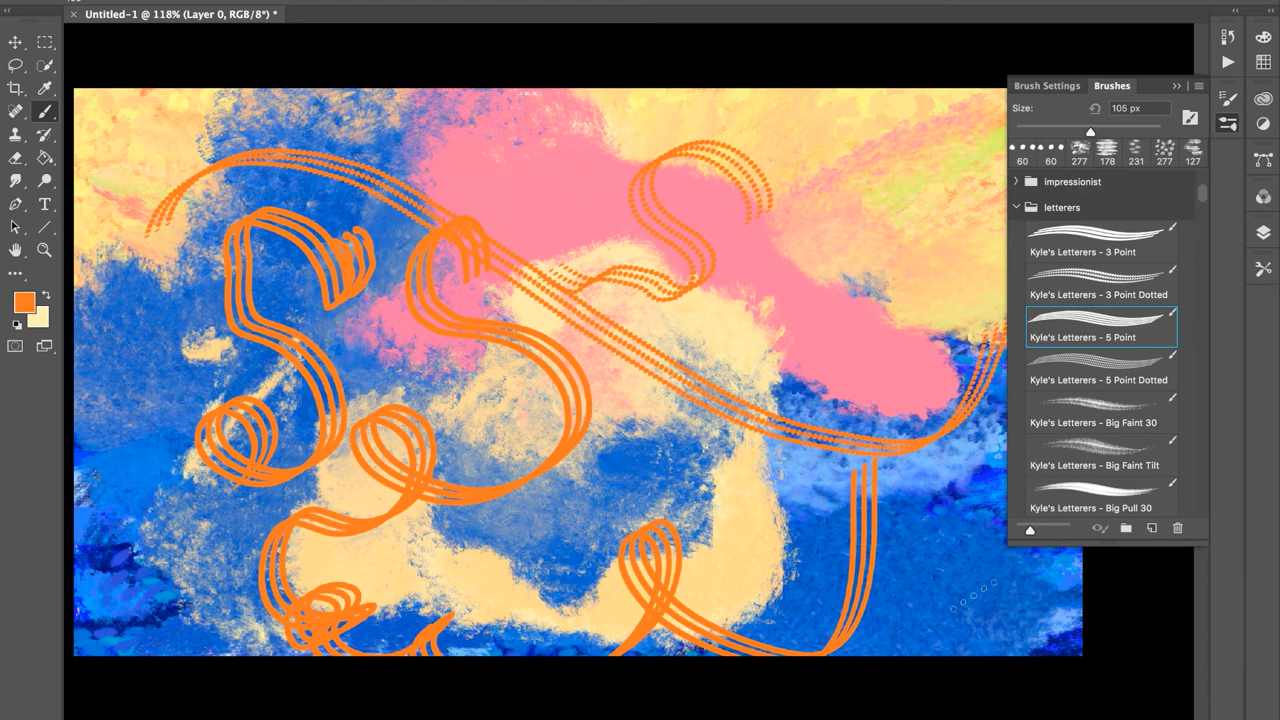 Untitled-1 @ 118% (Layer 0, RGB/8*) *
Brush Settings
Brushes
Size:
105 px
60 60 277 178 231 277 127
impressionist
letterers
Kyle's Letterers - 3 Point
Kyle's Letterers - 3 Point Dotted
Kyle's Letterers - 5 Point
Kyle's Letterers - 5 Point Dotted
Kyle's Letterers - Big Faint 30
Kyle's Letterers - Big Faint Tilt
Kyle's Letterers - Big Pull 30